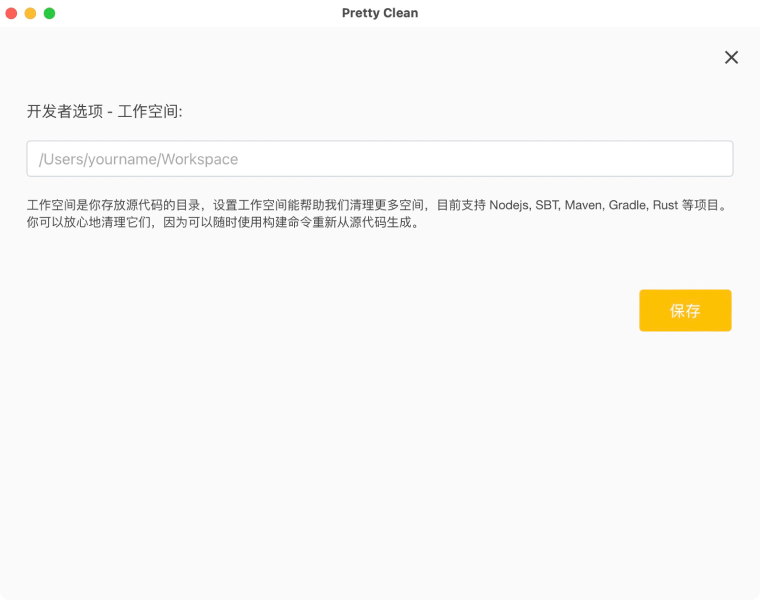 Pretty Clean
开发者选项 - 工作空间:
/Users/yourname/Workspace
工作空间是你存放源代码的目录，设置工作空间能帮助我们清理更多空间，目前支持 Nodejs, SBT, Maven, Gradle, Rust 等项目。
你可以放心地清理它们，因为可以随时使用构建命令重新从源代码生成。
保存